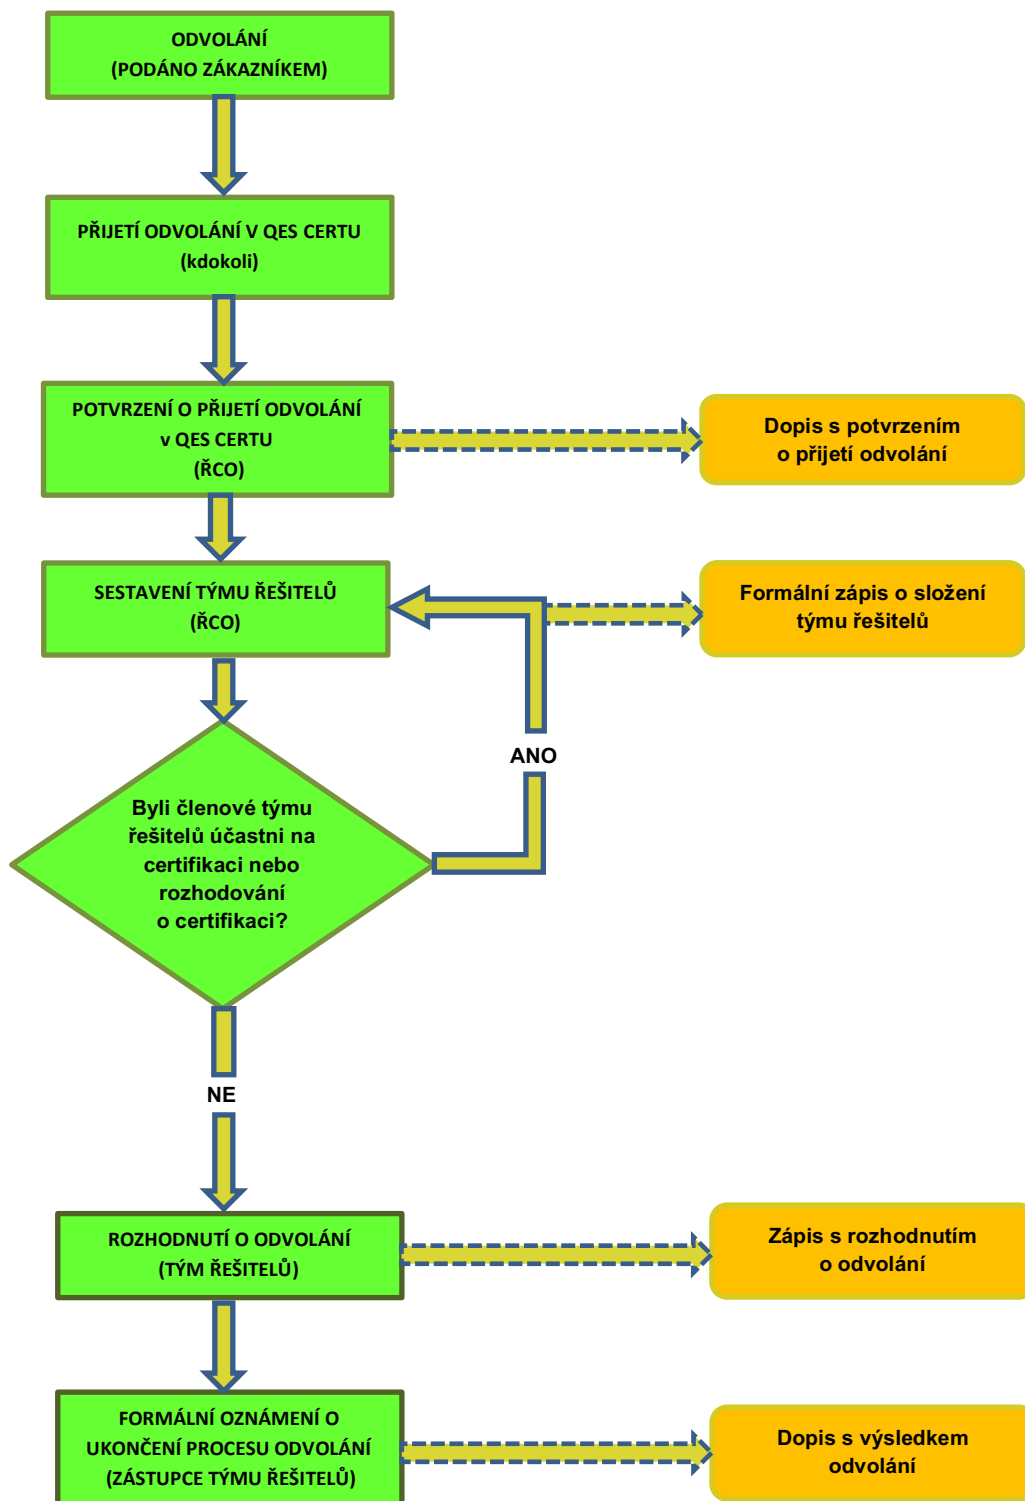 ODVOLÁNÍ
(PODÁNO ZÁKAZNÍKEM)
PŘIJETÍ ODVOLÁNÍ V QES CERTU
(kdokoli)
POTVRZENÍ O PŘIJETÍ ODVOLÁNÍ
v QES CERTU
(ŘCO)
Dopis s potvrzením
o přijetí odvolání
SESTAVENÍ TÝMU ŘEŠITELŮ
(ŘCO)
Formální zápis o složení
týmu řešitelů
ANO
Byli členové týmu
řešitelů účastni na
certifikaci nebo
rozhodování
o certifikaci?
NE
ROZHODNUTÍ O ODVOLÁNÍ
(TÝM ŘEŠITELŮ)
Zápis s rozhodnutím
o odvolání
FORMÁLNÍ OZNÁMENÍ O
UKONČENÍ PROCESU ODVOLÁNÍ
(ZÁSTUPCE TÝMU ŘEŠITELŮ)
Dopis s výsledkem
odvolání